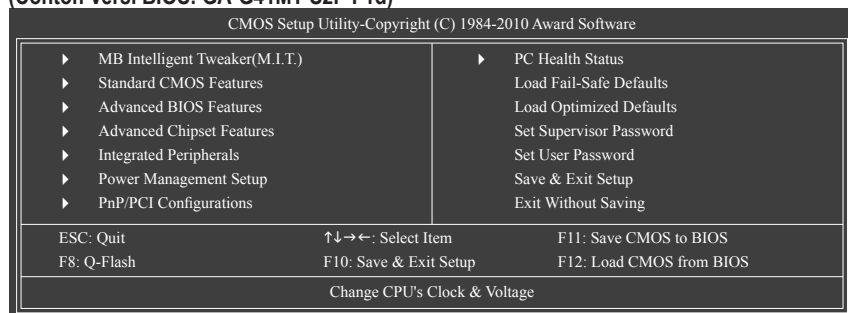 (Contoh Versi BIOS: GA-G41MT-S2P F1d)
CMOS Setup Utility-Copyright (C) 1984-2010 Award Software
MB Intelligent Tweaker(M.I.T.)
Standard CMOS Features
Advanced BIOS Features
Advanced Chipset Features
Integrated Peripherals
Power Management Setup
PnP/PCI Configurations
PC Health Status
Load Fail-Safe Defaults
Load Optimized Defaults
Set Supervisor Password
Set User Password
Save & Exit Setup
Exit Without Saving
ESC: Quit ↑↓→←: Select Item F11: Save CMOS to BIOS
F8: Q-Flash F10: Save & Exit Setup F12: Load CMOS from BIOS
Change CPU's Clock & Voltage